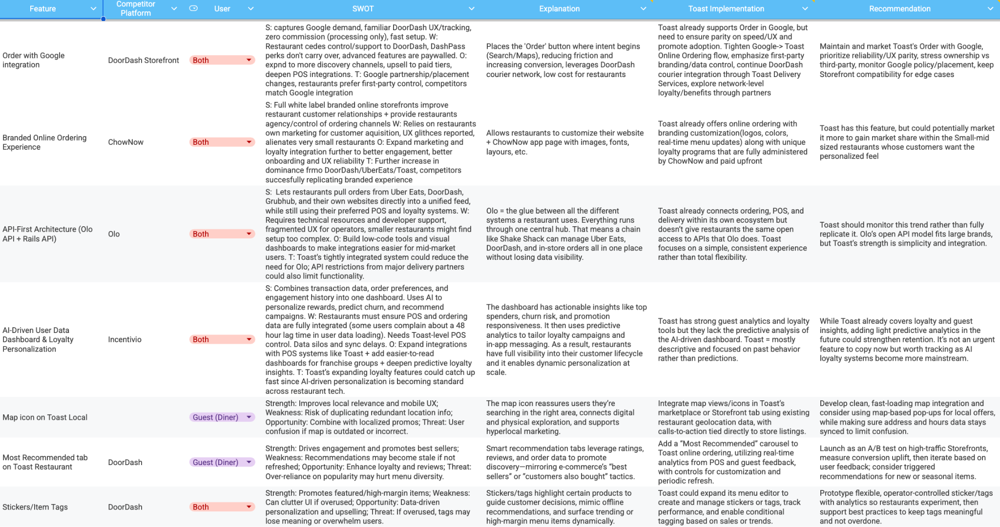 Feature
Competitor
Platform
User
SWOT
Explanation
Toast Implementation
Recommendation
Order with Google
integration
DoorDash Storefront
Both
S: captures Google demand, familiar DoorDash UX/tracking,
zero commission (processing only), fast setup. W:
Restaurant cedes control/support to DoorDash, DashPass
perks don't carry over, advanced features are paywalled. O:
expnd to more discovery channels, upsell to paid tiers,
deepen POS integrations. T: Google partnership/placement
changes, restaurants prefer first-party control, competitors
match Google integration
Places the 'Order' button where intent begins
(Search/Maps), reducing friction and
increasing conversion, leverages DoorDash
courier network, low cost for restaurants
Toast already supports Order in Google, but
need to ensure parity on speed/UX and
promote adoption. Tighten Google-> Toast
Online Ordering flow, emphasize first-party
branding/data control, continue DoorDash
courier integration through Toast Delivery
Services, explore network-level
loyalty/benefits through partners
Maintain and market Toast's Order with Google,
prioritize reliability/UX parity, stress ownership vs
third-party, monitor Google policy/placement, keep
Storefront compatibility for edge cases
Branded Online Ordering
Experience
ChowNow
Both
S: Full white label branded online storefronts improve
restaurant customer relationships + provide restaurants
agency/control of ordering channels W: Relies on restaurants
own marketing for customer aquisition, UX glithces reported,
alienates very small restaurants O: Expand marketing and
loyalty integration further to better engagement, better
onboarding and UX reliability T: Further increase in
dominance frmo DoorDash/UberEats/Toast, competitors
succesfully replicating branded experience
Allows restaurants to customize their website
+ ChowNow app page with images, fonts,
layours, etc.
Toast already offers online ordering with
branding customization(logos, colors,
real-time menu updates) along with unique
loyalty programs that are fully administered
by ChowNow and paid upfront
Toast has this feature, but could potentially market
it more to gain market share within the Small-mid
sized restaurants whose customers want the
personalized feel
API-First Architecture (Olo
API + Rails API)
Olo
Both
S:  Lets restaurants pull orders from Uber Eats, DoorDash,
Grubhub, and their own websites directly into a unified feed,
while still using their preferred POS and loyalty systems. W:
Requires technical resources and developer support,
fragmented UX for operators, smaller restaurants might find
setup too complex. O: Build low-code tools and visual
dashboards to make integrations easier for mid-market
users. T: Toast’s tightly integrated system could reduce the
need for Olo; API restrictions from major delivery partners
could also limit functionality.
Olo = the glue between all the different
systems a restaurant uses. Everything runs
through one central hub. That means a chain
like Shake Shack can manage Uber Eats,
DoorDash, and in-store orders all in one place
without losing data visibility.
Toast already connects ordering, POS, and
delivery within its own ecosystem but
doesn’t give restaurants the same open
access to APIs that Olo does. Toast
focuses on a simple, consistent experience
rather than total flexibility.
Toast should monitor this trend rather than fully
replicate it. Olo’s open API model fits large brands,
but Toast’s strength is simplicity and integration.
AI-Driven User Data
Dashboard & Loyalty
Personalization
Incentivio
Both
S: Combines transaction data, order preferences, and
engagement history into one dashboard. Uses AI to
personalize rewards, predict churn, and recommend
campaigns. W: Restaurants must ensure POS and ordering
data are fully integrated (some users complain about a 48
hour lag time in user data loading). Needs Toast-level POS
control. Data silos and sync delays. O: Expand integrations
with POS systems like Toast + add easier-to-read
dashboards for franchise groups + deepen predictive loyalty
insights. T: Toast’s expanding loyalty features could catch up
fast since AI-driven personalization is becoming standard
across restaurant tech.
The dashboard has actionable insights like top
spenders, churn risk, and promotion
responsiveness. It then uses predictive
analytics to tailor loyalty campaigns and
in-app messaging. As a result, restaurants
have full visibility into their customer lifecycle
and it enables dynamic personalization at
scale.
Toast has strong guest analytics and loyalty
tools but they lack the predictive analysis of
the AI-driven dashboard. Toast = mostly
descriptive and focused on past behavior
rather than predictions.
While Toast already covers loyalty and guest
insights, adding light predictive analytics in the
future could strengthen retention. It’s not an urgent
feature to copy now but worth tracking as AI
loyalty systems become more mainstream.
Map icon on Toast Local
Guest (Diner)
Strength: Improves local relevance and mobile UX;
Weakness: Risk of duplicating redundant location info;
Opportunity: Combine with localized promos; Threat: User
confusion if map is outdated or incorrect.
The map icon reassures users they’re
searching in the right area, connects digital
and physical exploration, and supports
hyperlocal marketing.
Integrate map views/icons in Toast’s
marketplace or Storefront tab using existing
restaurant geolocation data, with
calls-to-action tied directly to store listings.
Develop clean, fast-loading map integration and
consider using map-based pop-ups for local offers,
while making sure address and hours data stays
synced to limit confusion.
Most Recommended tab
on Toast Restaurant
DoorDash
Guest (Diner)
Strength: Drives engagement and promotes best sellers;
Weakness: Recommendations may become stale if not
refreshed; Opportunity: Enhance loyalty and reviews; Threat:
Over-reliance on popularity may hurt menu diversity.
Smart recommendation tabs leverage ratings,
reviews, and order data to promote
discovery—mirroring e-commerce’s “best
sellers” or “customers also bought” tactics.
Add a “Most Recommended” carousel to
Toast online ordering, utilizing real-time
analytics from POS and guest feedback,
with controls for customization and
periodic refresh.
Launch as an A/B test on high-traffic Storefronts,
measure conversion uplift, then iterate based on
user feedback; consider triggered
recommendations for new or seasonal items.
Stickers/Item Tags
DoorDash
Both
Strength: Promotes featured/high-margin items; Weakness:
Can clutter UI if overused; Opportunity: Data-driven
personalization and upselling; Threat: If overused, tags may
lose meaning or overwhelm users.
Stickers/tags highlight certain products to
guide customer decisions, mimic offline
recommendations, and surface trending or
high-margin menu items dynamically.
Toast could expand its menu editor to
create and manage stickers or tags, track
performance, and enable conditional
tagging based on sales or trends.
Prototype flexible, operator-controlled sticker/tags
with analytics so restaurants experiment, then
support best practices to keep tags meaningful
and not overdone.